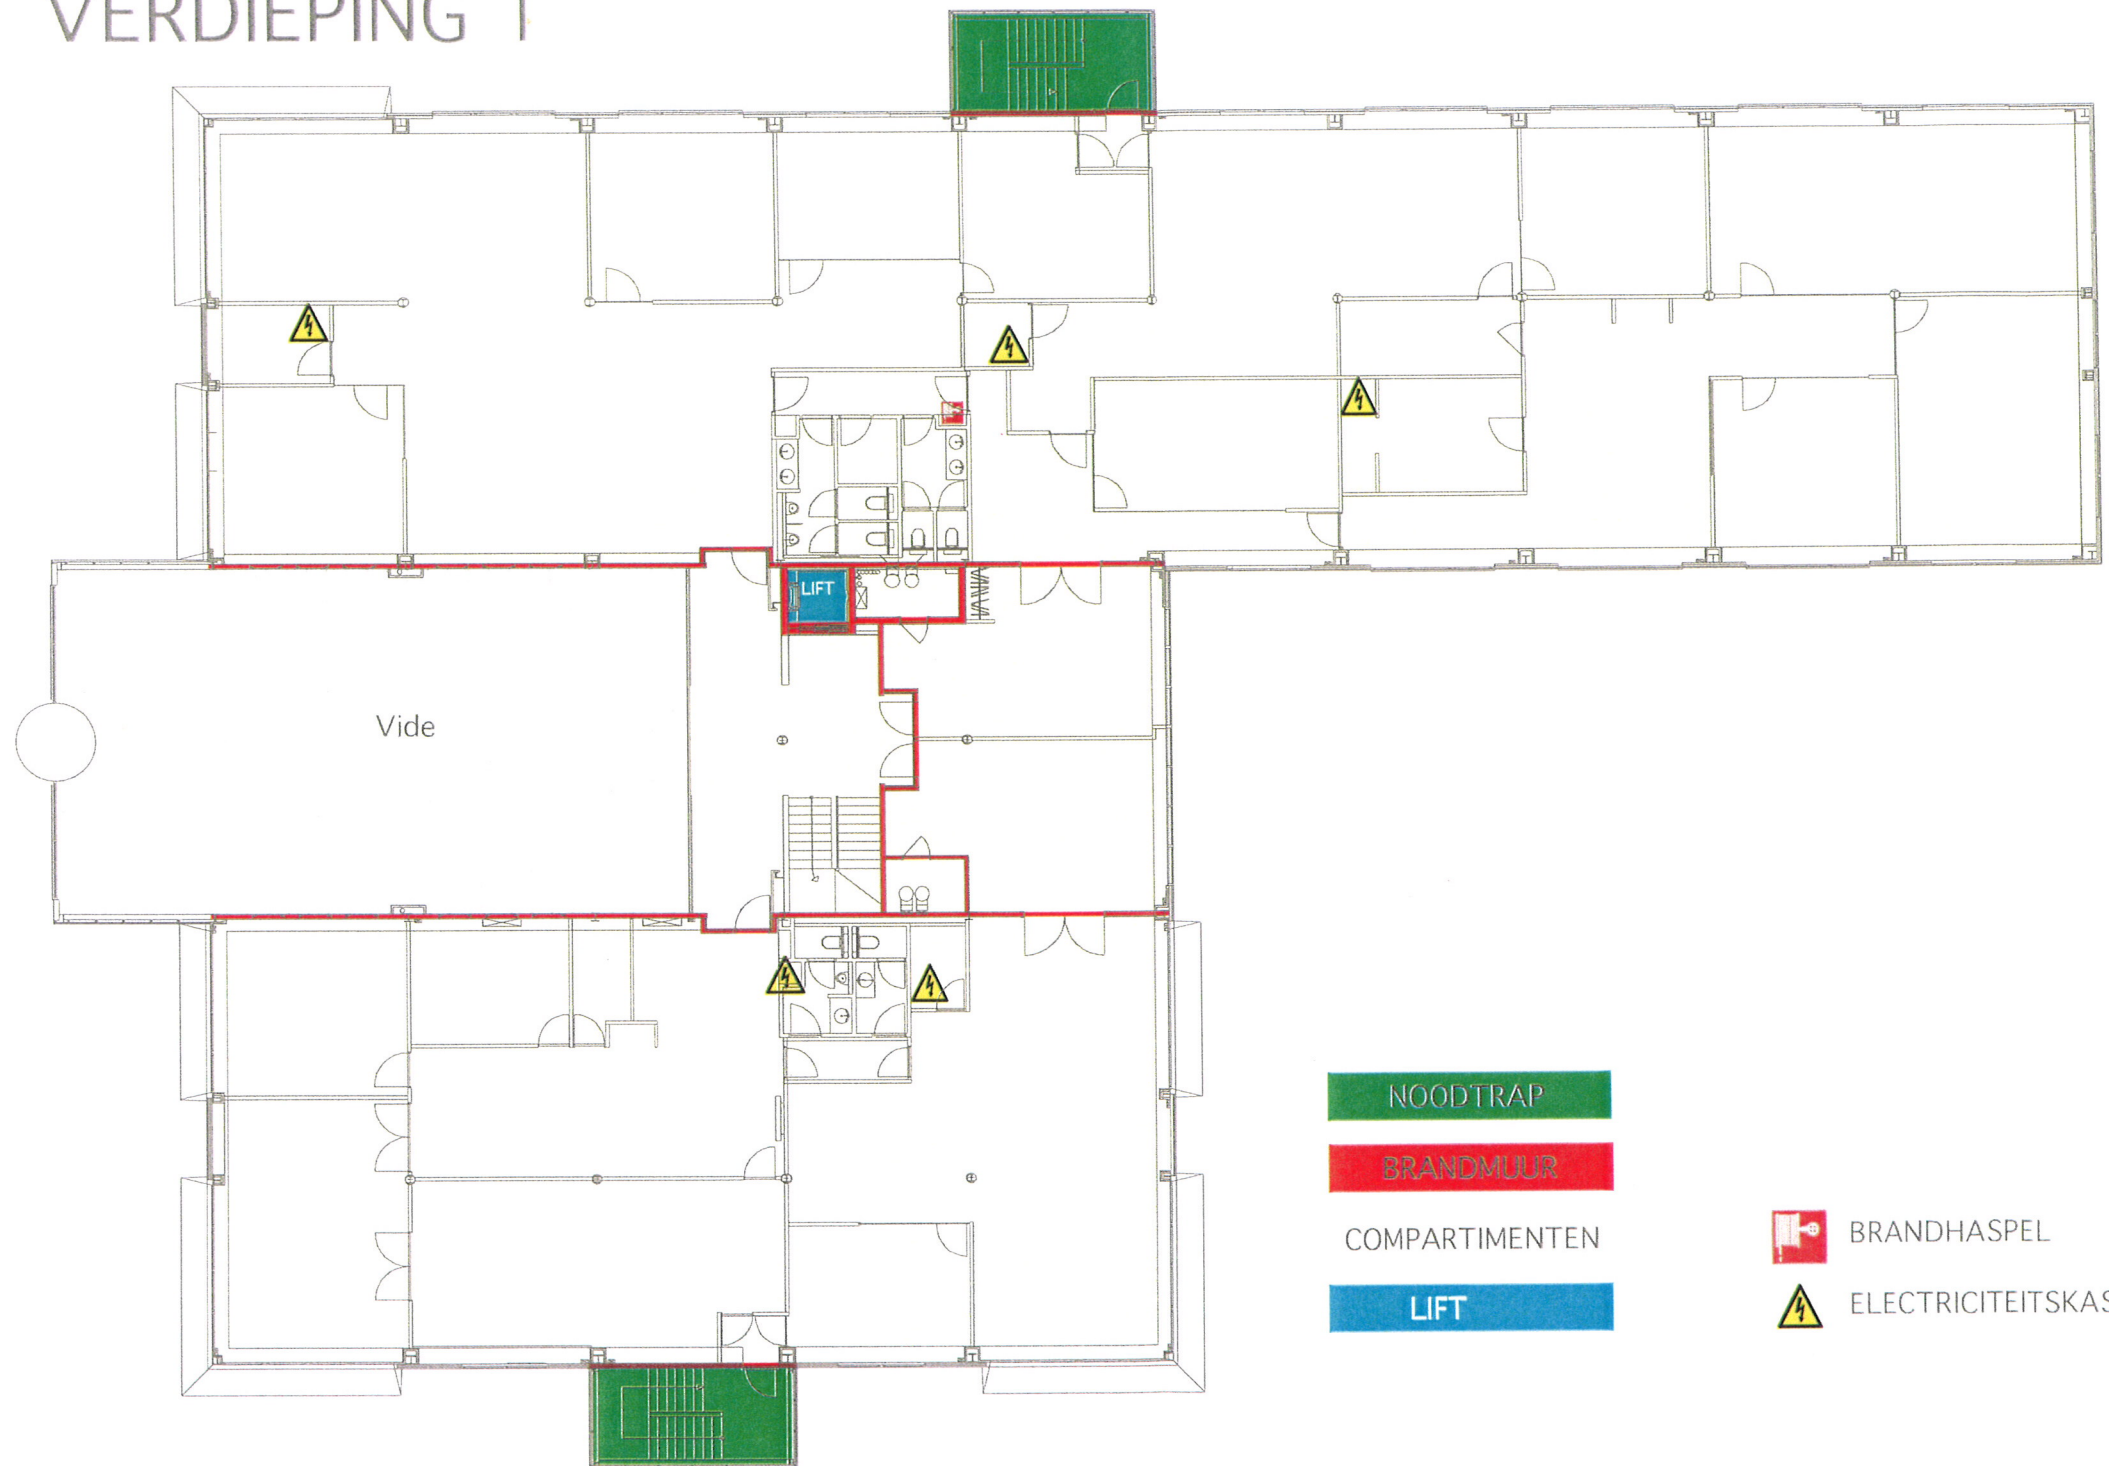 VERDIEPING 1
LIFT
Vide
NOODTRAP
BRANDMUUR
COMPARTIMENTEN
LIFT
BRANDHASPEL
ELECTRICITEITSKAS